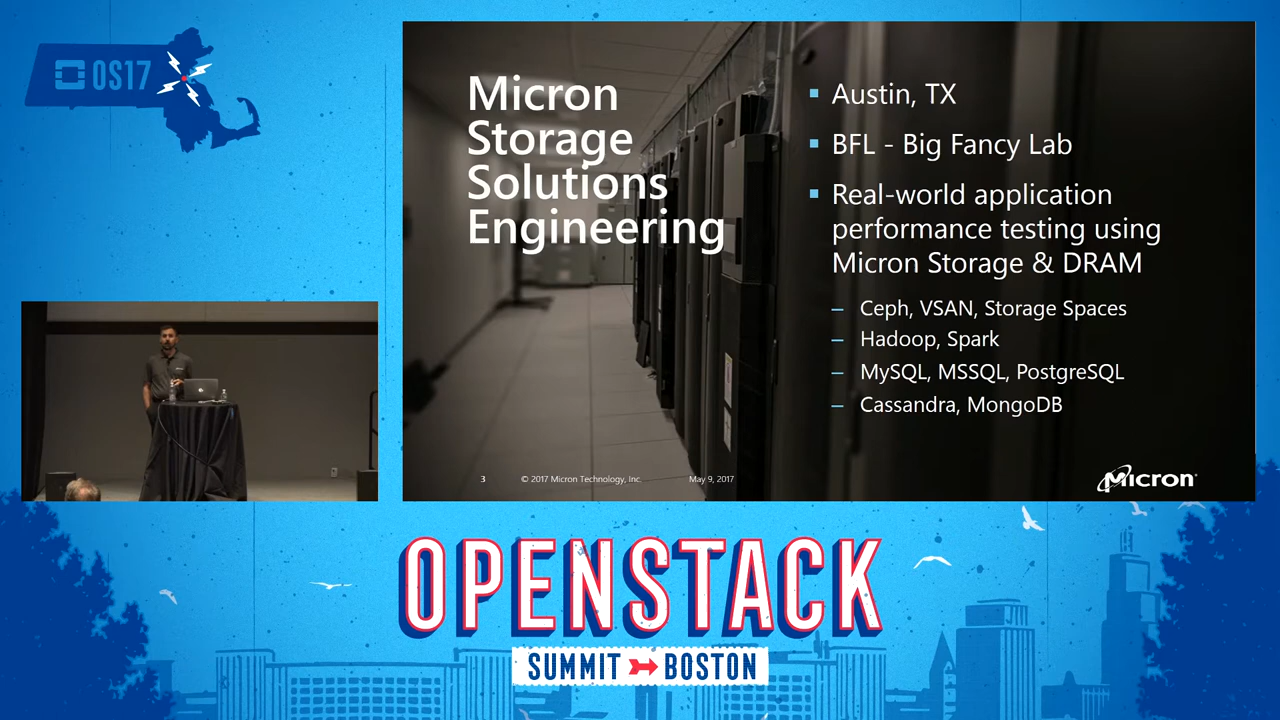 OS17
Micron
Storage
Solutions
Engineering
Austin, TX
BFL - Big Fancy Lab
Real-world application
performance testing using
Micron Storage & DRAM
– Ceph, VSAN, Storage Spaces
– Hadoop, Spark
– MySQL, MSSQL, PostgreSQL
– Cassandra, MongoDB
3 © 2017 Micron Technology, Inc. May 9, 2017
Micron
OPENSTACK
SUMMIT BOSTON